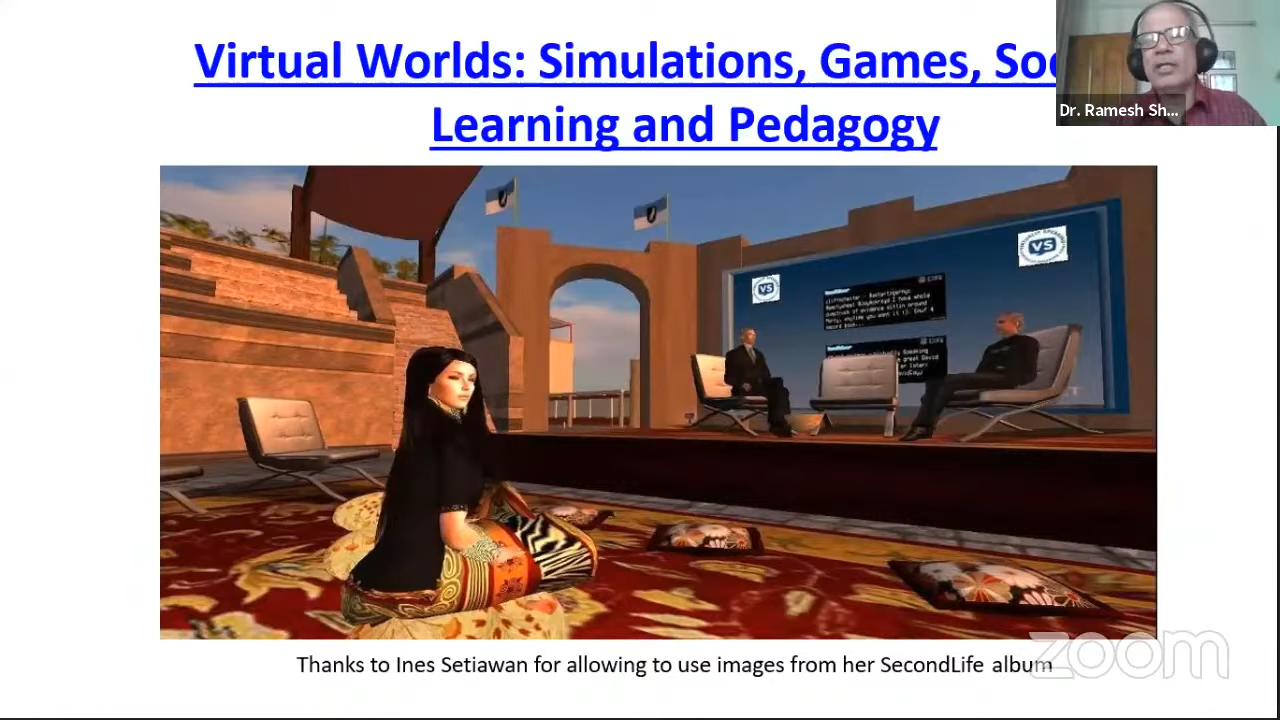 Virtual Worlds: Simulations, Games, Soc
Learning and Pedagogy
Dr. Ramesh Sh...
VS
VS
Thanks to Ines Setiawan for allowing to use images from her SecondLife album
zoom